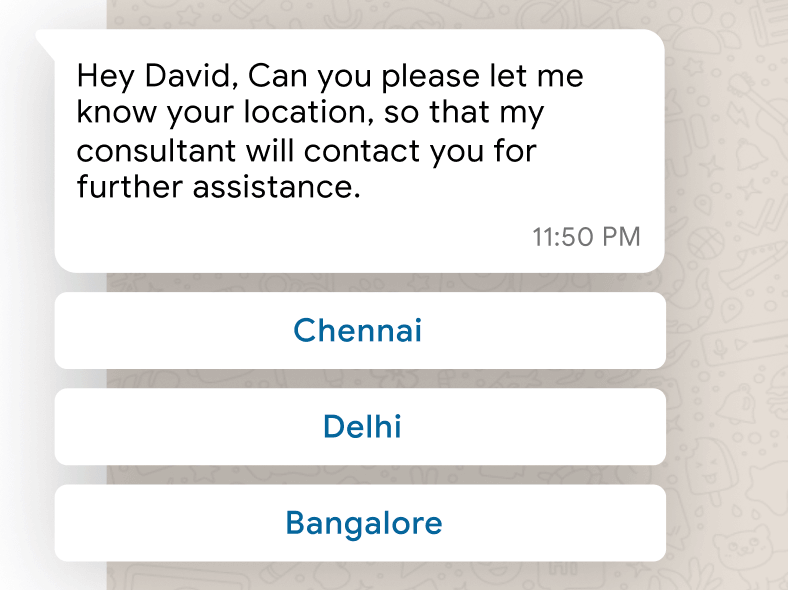 Hey David, Can you please let me
know your location, so that my
consultant will contact you for
further assistance.
11:50 PM
Chennai
Delhi
Bangalore